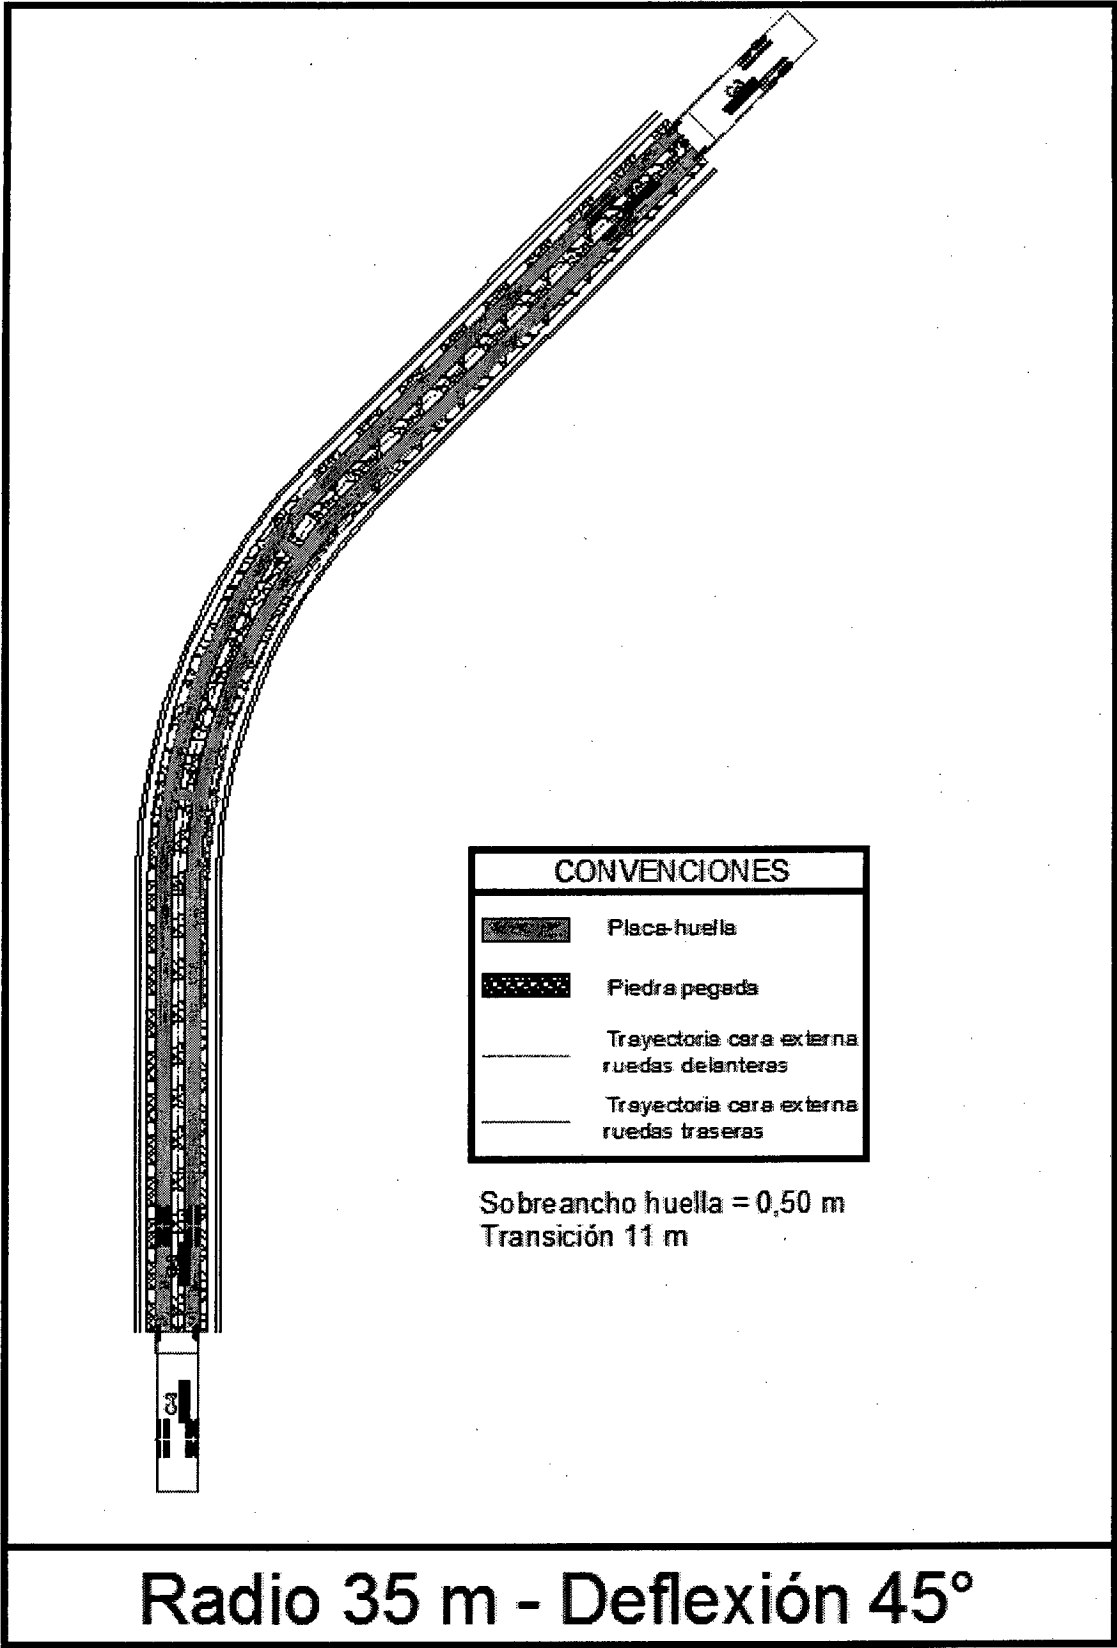 CONVENCIONES
Placa-huella
Piedra pegada
Trayectoria cara externa
ruedas delanteras
Trayectoria cara externa
ruedas traseras
Sobreancho huella = 0,50 m
Transición 11 m
Radio 35 m - Deflexión 45°